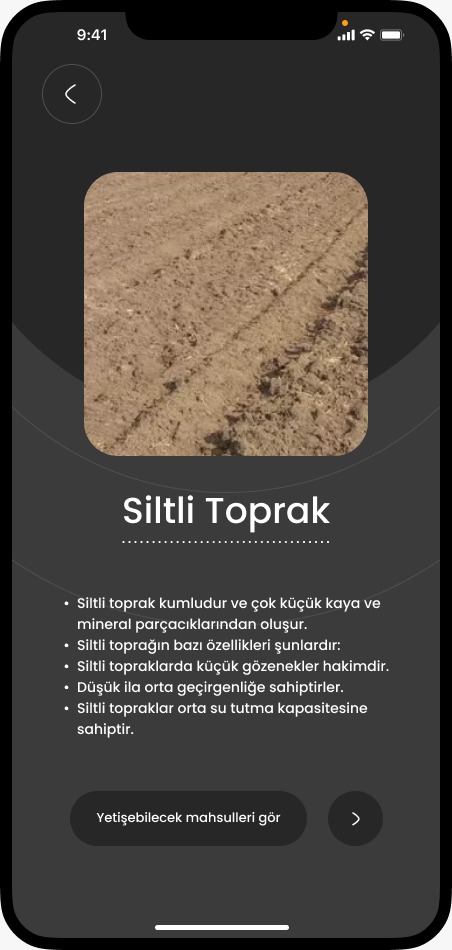 9:41
Siltli Toprak
• Siltli toprak kumludur ve çok küçük kaya ve
mineral parçacıklarından oluşur.
• Siltli toprağın bazı özellikleri şunlardır:
• Siltli topraklarda küçük gözenekler hakimdir.
• Düşük ila orta geçirgenliğe sahiptirler.
• Siltli topraklar orta su tutma kapasitesine
sahiptir.
Yetişebilecek mahsulleri gör